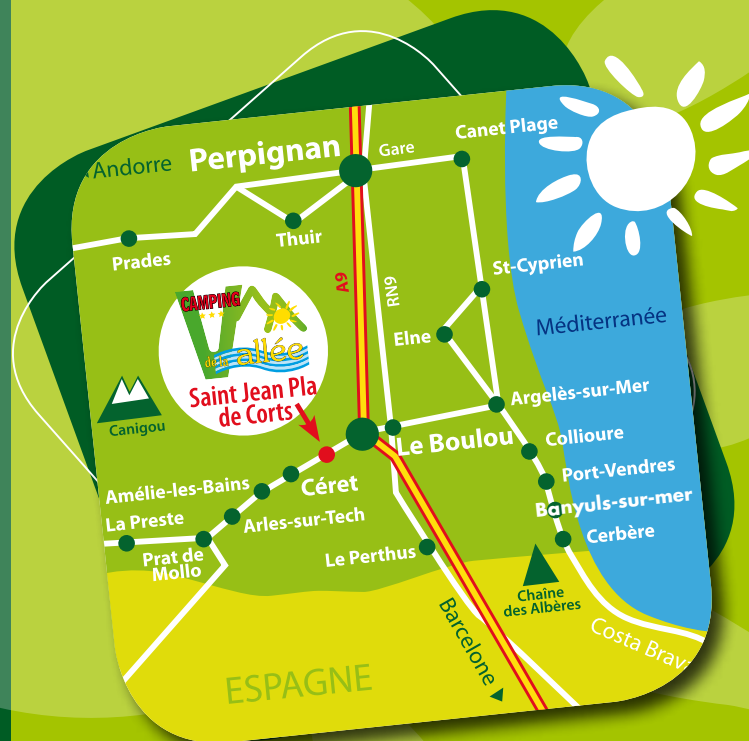 Andorre
Perpignan
Gare
Canet Plage
Prades
Thuir
St-Cyprien
A9
RN9
Méditerranée
Elne
CAMPING
de la Vallée
Saint Jean Pla
de Corts
Canigou
Argelès-sur-Mer
Le Boulou
Collioure
Port-Vendres
Banyuls-sur-mer
Cerbère
Amélie-les-Bains
Céret
La Preste
Arles-sur-Tech
Prat de
Mollo
Le Perthus
Chaîne
des Albères
Barcelone
Costa Brava
ESPAGNE